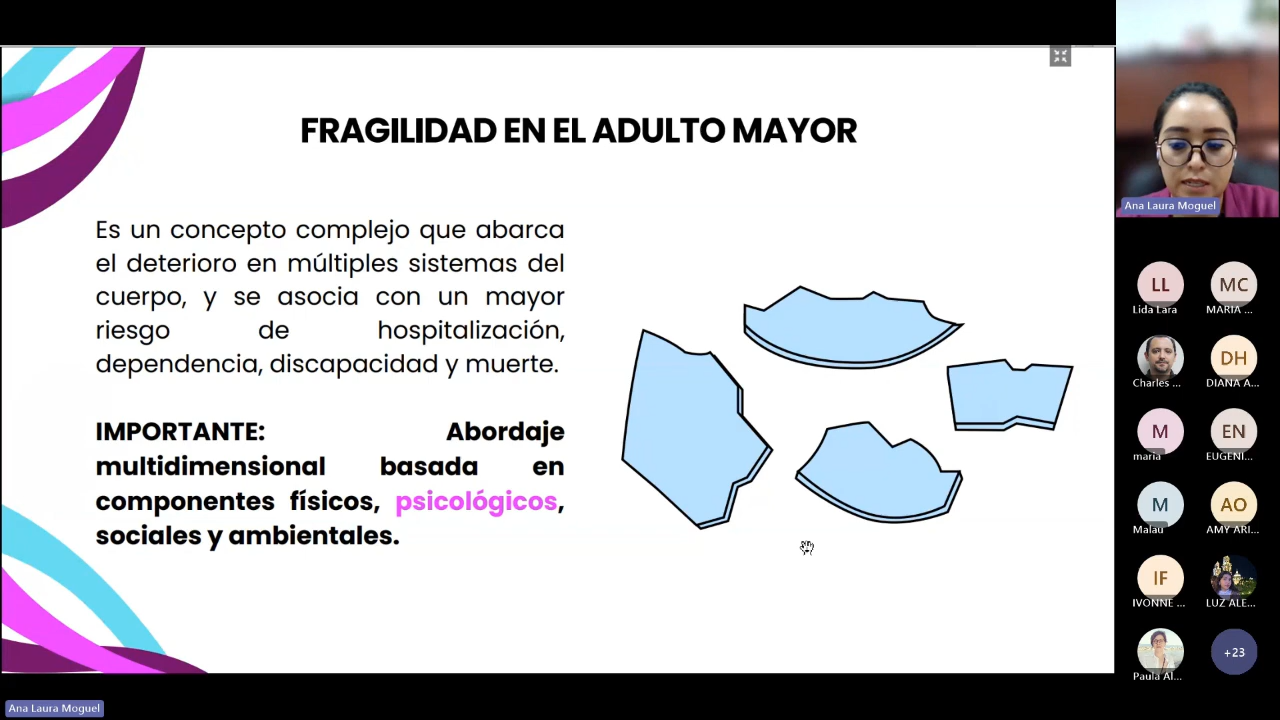 FRAGILIDAD EN EL ADULTO MAYOR
Es un concepto complejo que abarca
el deterioro en múltiples sistemas del
cuerpo, y se asocia con un mayor
riesgo de hospitalización,
dependencia, discapacidad y muerte.
IMPORTANTE: Abordaje
multidimensional basada en
componentes físicos, psicológicos,
sociales y ambientales.
Ana Laura Moguel
LL
Lida Lara
MC
MARIA ...
Charles ...
DH
DIANA A...
M
maria
EN
EUGENI...
M
Malau
AO
AMY ARI...
IF
IVONNE ...
LUZ ALE...
Paula Al...
+23
Ana Laura Moguel